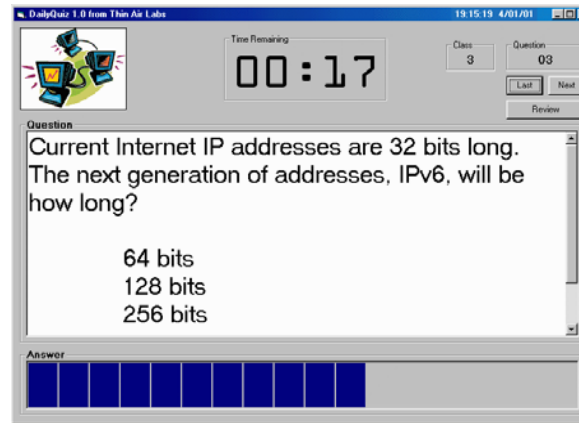 DailyQuiz 1.0 from Thin Air Labs 19:15:19 4/01/01
Time Remaining
00:17
Class
3
Question
03
Last Next
Review
Question
Current Internet IP addresses are 32 bits long.
The next generation of addresses, IPv6, will be
how long?
64 bits
128 bits
256 bits
Answer